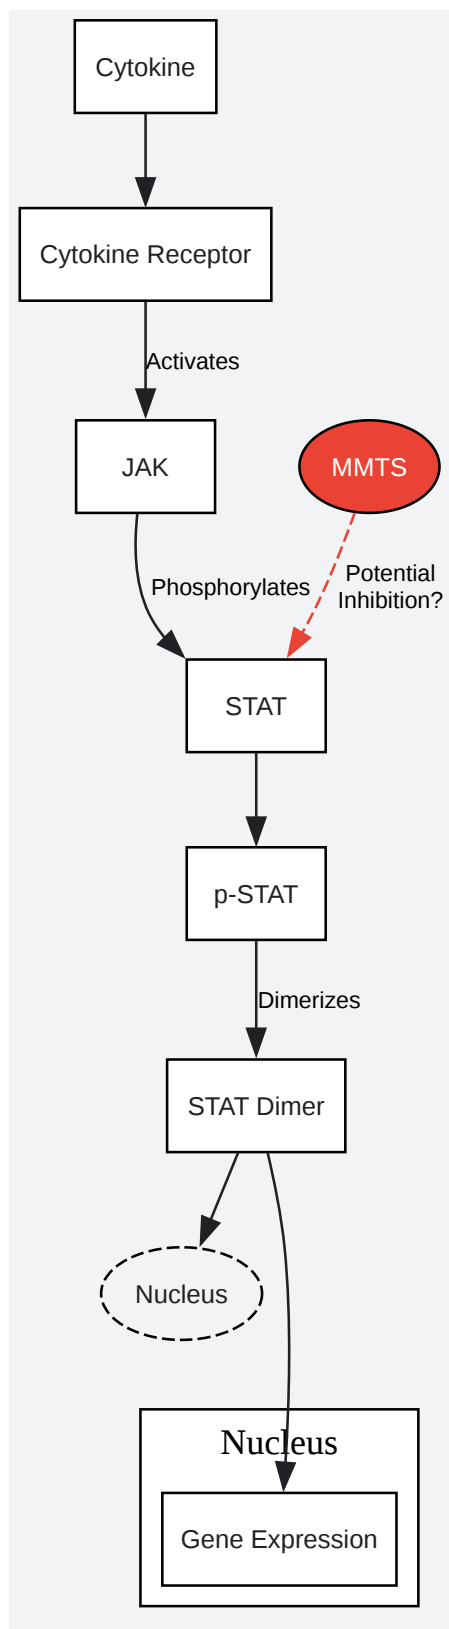 Cytokine
Cytokine Receptor
Activates
JAK
MMTS
Phosphorylates
Potential
Inhibition?
STAT
p-STAT
Dimerizes
STAT Dimer
Nucleus
Nucleus
Gene Expression